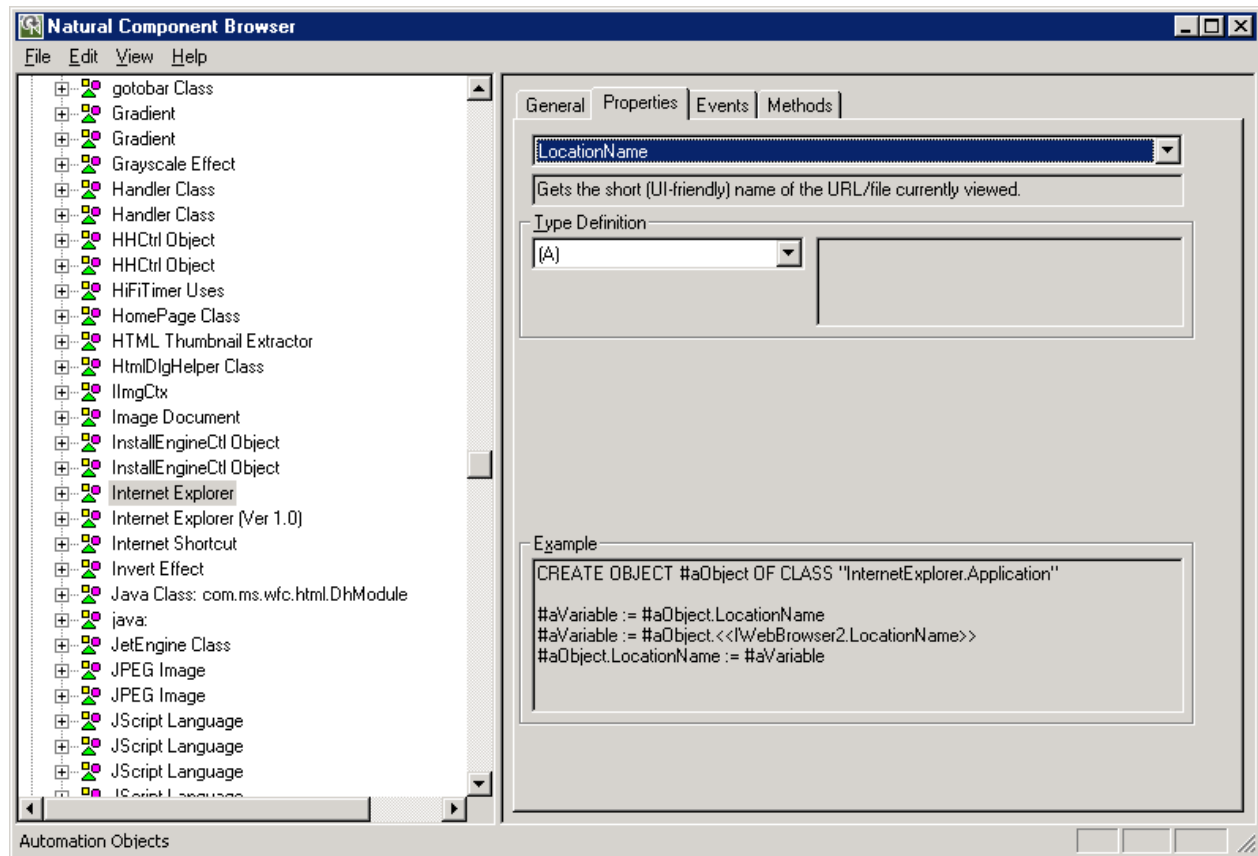 Natural Component Browser
File Edit View Help
gotobar Class
Gradient
Gradient
Grayscale Effect
Handler Class
Handler Class
HHCtrl Object
HHCtrl Object
HiFiTimer Uses
HomePage Class
HTML Thumbnail Extractor
HtmlDlgHelper Class
IImgCtx
Image Document
InstallEngineCtl Object
InstallEngineCtl Object
Internet Explorer
Internet Explorer (Ver 1.0)
Internet Shortcut
Invert Effect
Java Class: com.ms.wfc.html.DhModule
java:
JetEngine Class
JPEG Image
JPEG Image
JScript Language
JScript Language
JScript Language
JScript Language
General Properties Events Methods
LocationName
Gets the short (UI-friendly) name of the URL/file currently viewed.
Type Definition
(A)
Example
CREATE OBJECT #aObject OF CLASS "InternetExplorer.Application"
#aVariable := #aObject.LocationName
#aVariable := #aObject.<<IWebBrowser2.LocationName>>
#aObject.LocationName := #aVariable
Automation Objects